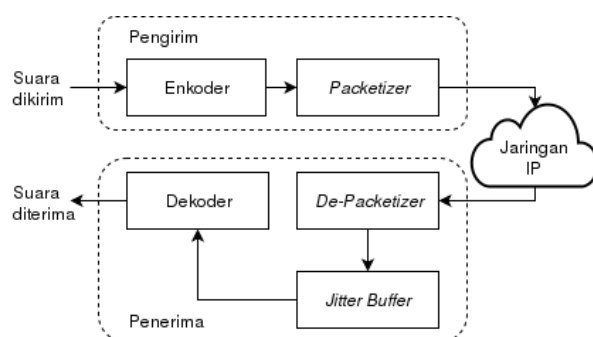 Pengirim
Suara
dikirim
Enkoder
Packetizer
Jaringan
IP
Suara
diterima
Dekoder
De-Packetizer
Jitter Buffer
Penerima